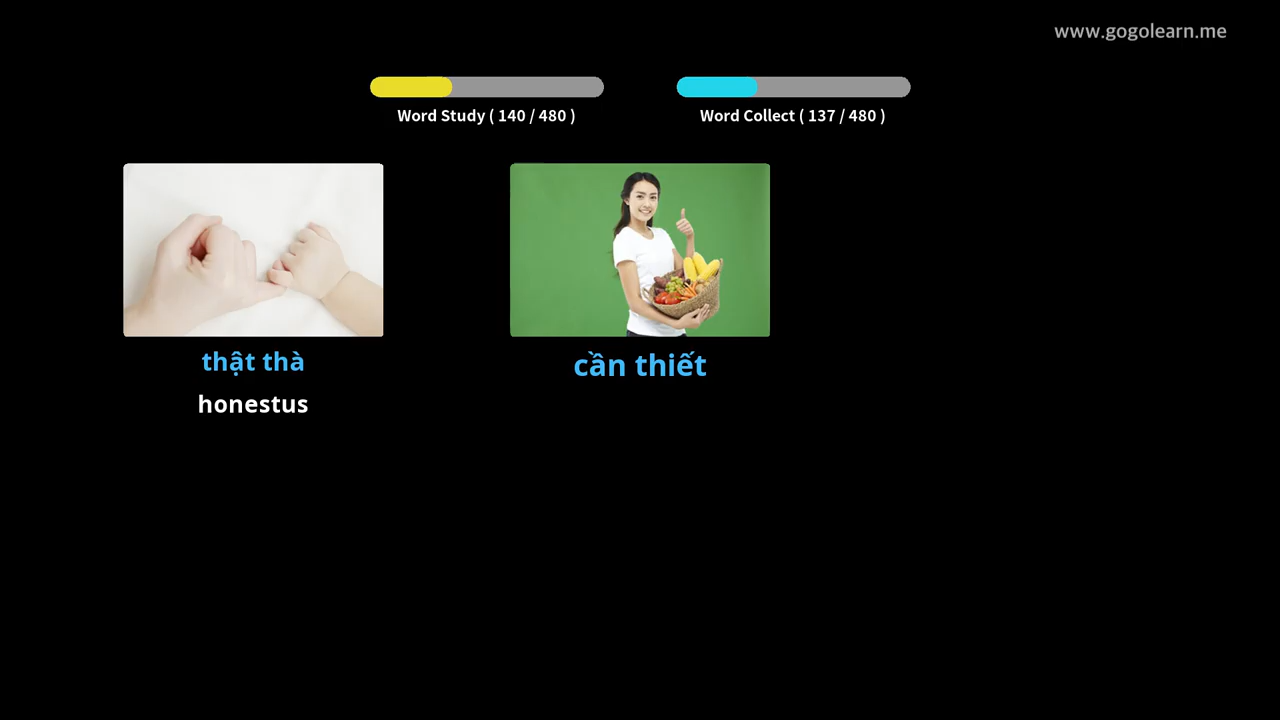 www.gogolearn.me
Word Study ( 140 / 480 )
Word Collect ( 137 / 480 )
thật thà
honestus
cần thiết